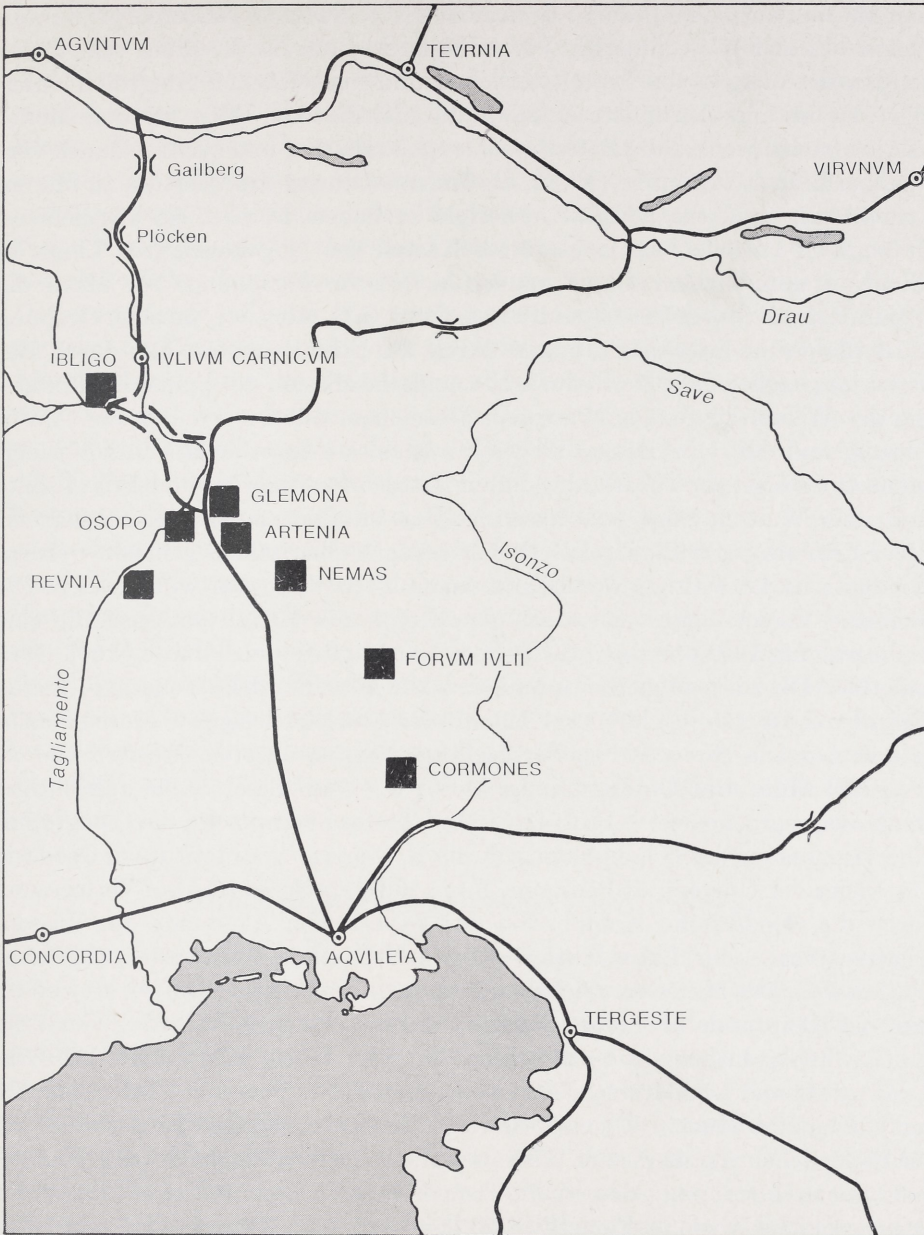 AGVNTVM
TEVRNIA
Gailberg
VIRVNVM
Plöcken
Drau
IBLIGO
IVLIVM CARNICVM
Save
GLEMONA
OSOPO
ARTENIA
Isonzo
REVNIA
NEMAS
FORVM IVLII
Tagliamento
CORMONES
CONCORDIA
AQVILEIA
TERGESTE